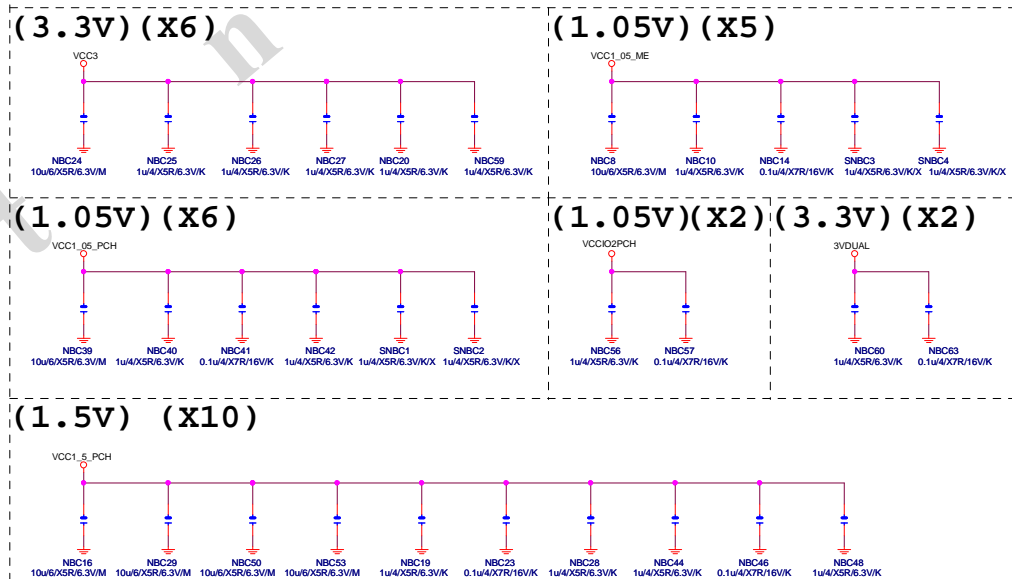 (3.3V)(X6)
VCC3
NBC24 NBC25 NBC26 NBC27 NBC20 NBC59
10u/6/X5R/6.3V/M 1u/4/X5R/6.3V/K 1u/4/X5R/6.3V/K 1u/4/X5R/6.3V/K 1u/4/X5R/6.3V/K 1u/4/X5R/6.3V/K
(1.05V)(X5)
VCC1_05_ME
NBC8 NBC10 NBC14 SNBC3 SNBC4
10u/6/X5R/6.3V/M 1u/4/X5R/6.3V/K 0.1u/4/X7R/16V/K 1u/4/X5R/6.3V/K/X 1u/4/X5R/6.3V/K/X
(1.05V)(X6)
VCC1_05_PCH
NBC39 NBC40 NBC41 NBC42 SNBC1 SNBC2
10u/6/X5R/6.3V/M 1u/4/X5R/6.3V/K 0.1u/4/X7R/16V/K 1u/4/X5R/6.3V/K 1u/4/X5R/6.3V/K/X 1u/4/X5R/6.3V/K/X
(1.05V)(X2)
VCCIO2PCH
NBC56 NBC57
1u/4/X5R/6.3V/K 0.1u/4/X7R/16V/K
(3.3V)(X2)
3VDUAL
NBC60 NBC63
1u/4/X5R/6.3V/K 0.1u/4/X7R/16V/K
(1.5V) (X10)
VCC1_5_PCH
NBC16 NBC29 NBC50 NBC53 NBC19 NBC23 NBC28 NBC44 NBC46 NBC48
10u/6/X5R/6.3V/M 10u/6/X5R/6.3V/M 10u/6/X5R/6.3V/M 10u/6/X5R/6.3V/M 1u/4/X5R/6.3V/K 0.1u/4/X7R/16V/K 1u/4/X5R/6.3V/K 1u/4/X5R/6.3V/K 0.1u/4/X7R/16V/K 1u/4/X5R/6.3V/K